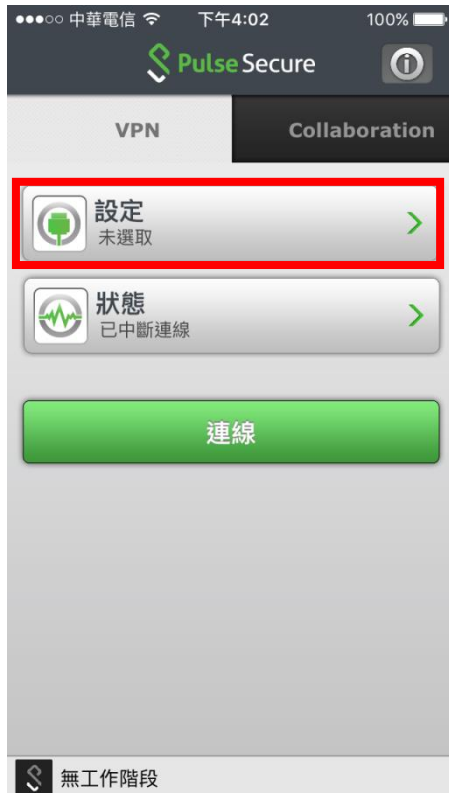 中華電信 下午4:02 100%
Pulse Secure
VPN Collaboration
設定
未選取
狀態
已中斷連線
連線
無工作階段